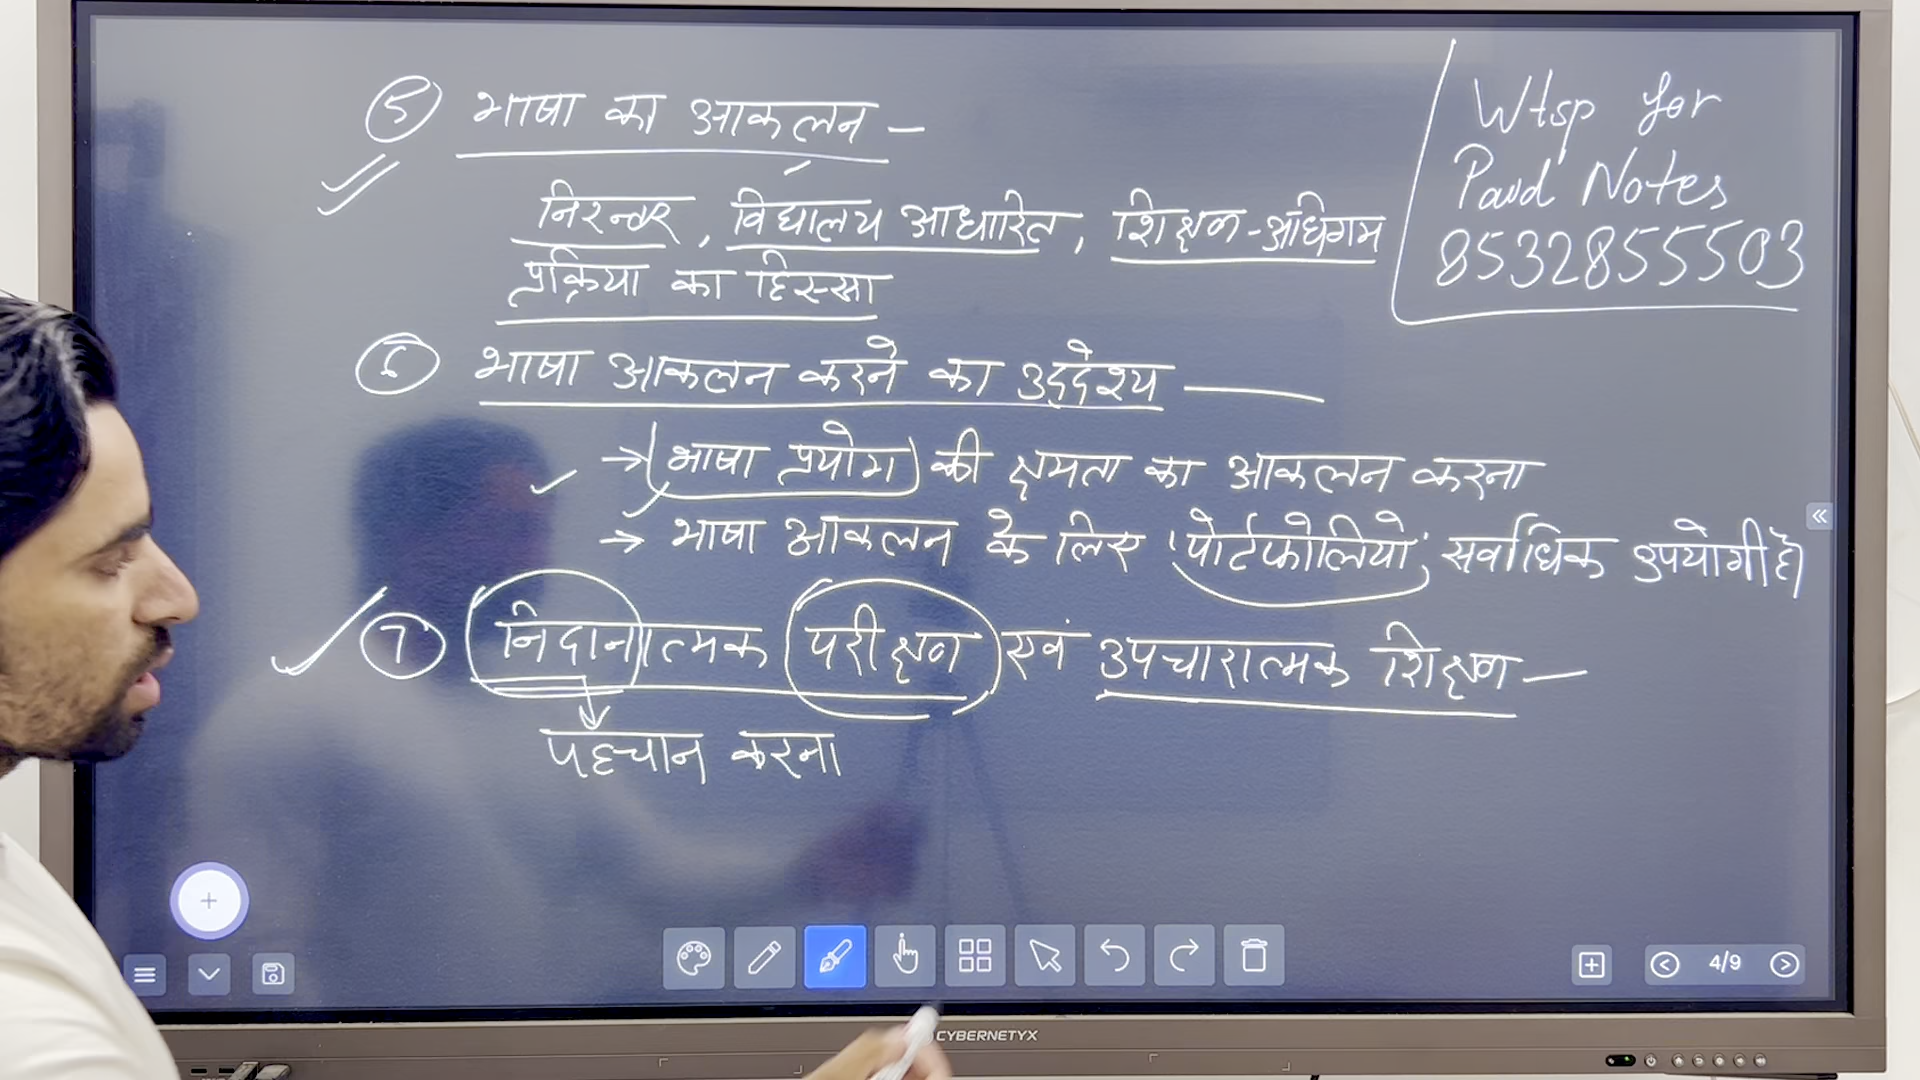 5 भाषा का आकलन –
निरन्तर, विद्यालय आधारित, शिक्षण-अधिगम
प्रक्रिया का हिस्सा
6 भाषा आकलन करने का उद्देश्य —
→ भाषा प्रयोग की क्षमता का आकलन करना
→ भाषा आकलन के लिए 'पोर्टफोलियो' सर्वाधिक उपयोगी है।
7 निदानात्मक परीक्षण एवं उपचारात्मक शिक्षण –
पहचान करना
Wtsp for
Paid Notes
8532855503
4/9
CYBERNETYX